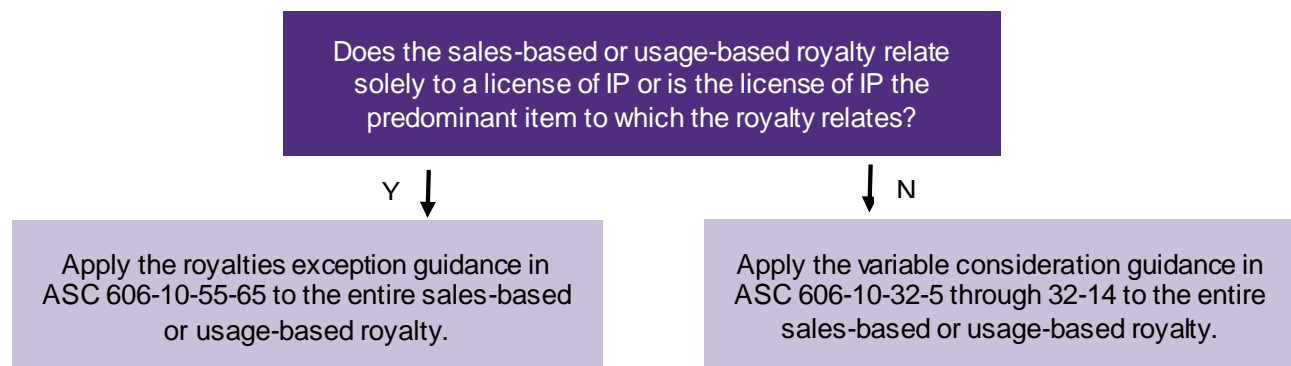 Does the sales-based or usage-based royalty relate
solely to a license of IP or is the license of IP the
predominant item to which the royalty relates?
Y
N
Apply the royalties exception guidance in
ASC 606-10-55-65 to the entire sales-based
or usage-based royalty.
Apply the variable consideration guidance in
ASC 606-10-32-5 through 32-14 to the entire
sales-based or usage-based royalty.